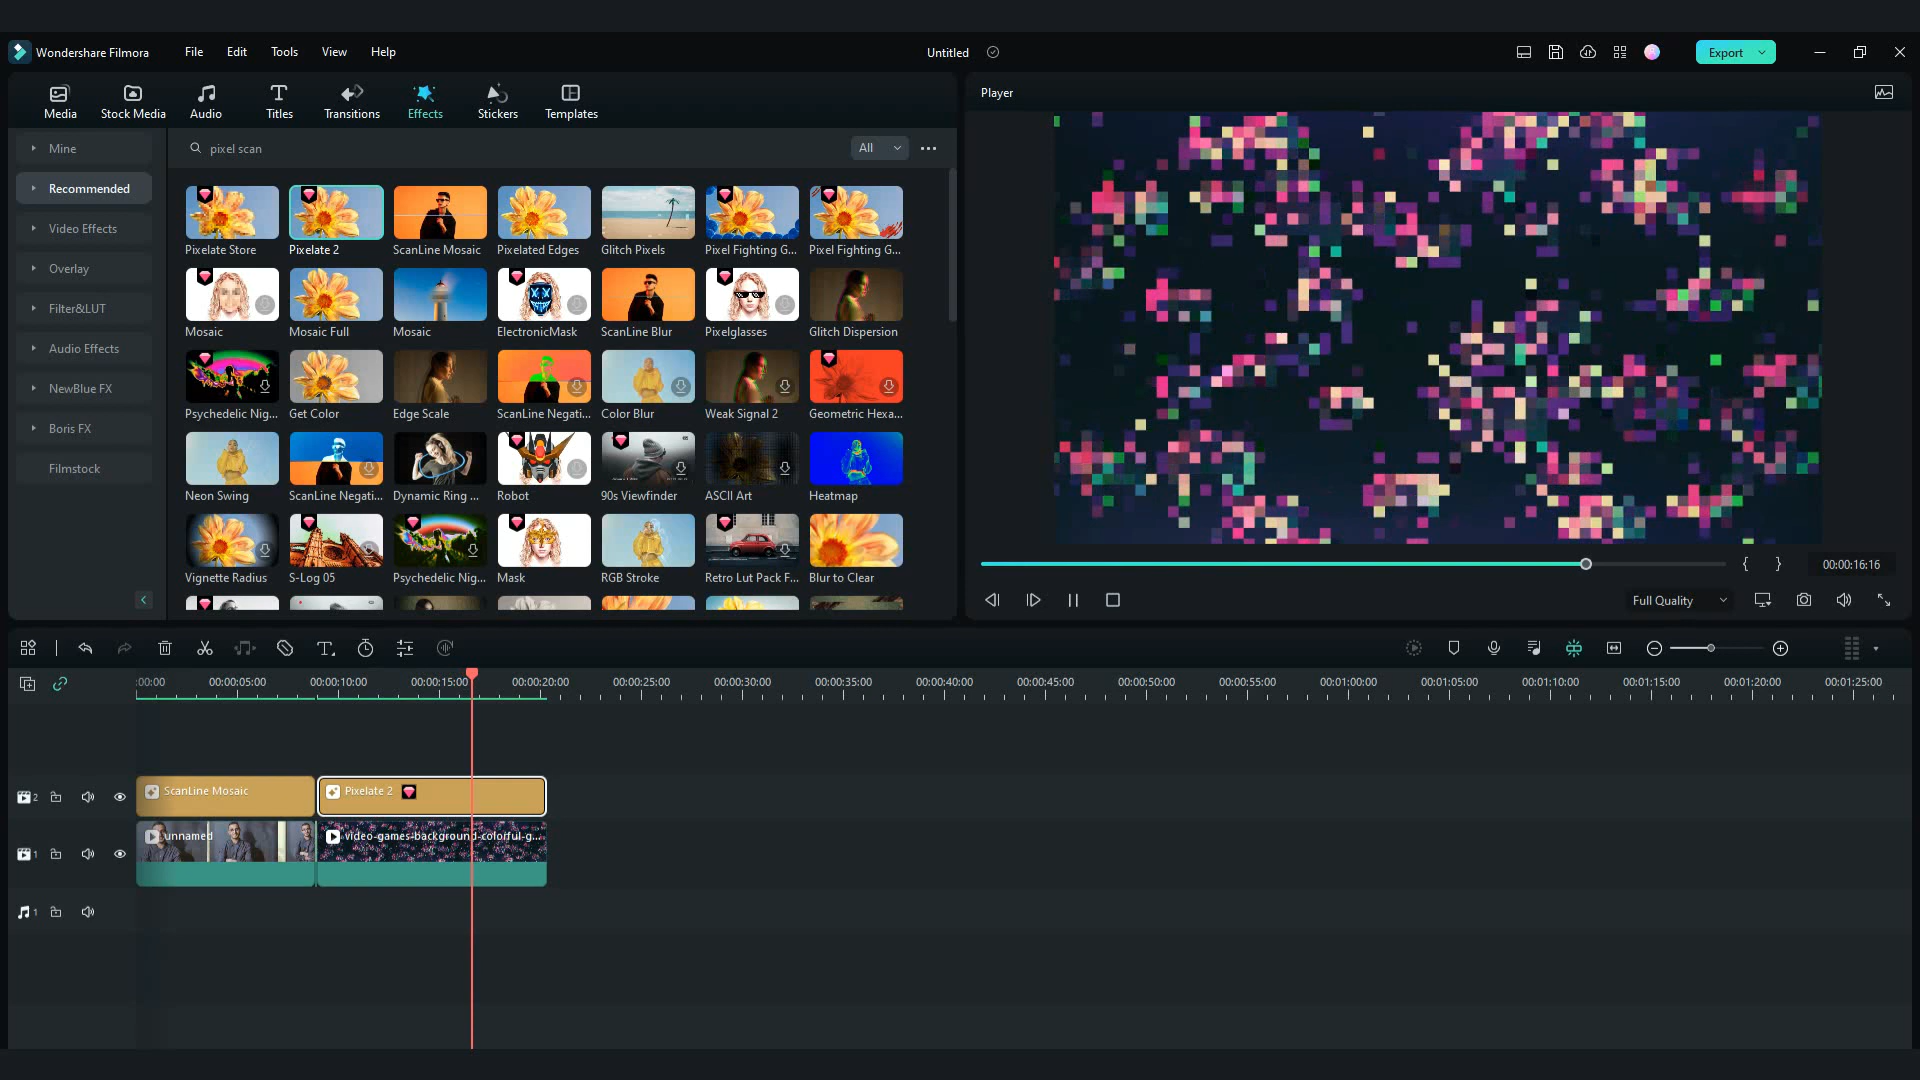 Wondershare Filmora File Edit Tools View Help Untitled Export
Media Stock Media Audio Titles Transitions Effects Stickers Templates
Player
Mine
Recommended
Video Effects
Overlay
Filter&LUT
Audio Effects
NewBlue FX
Boris FX
Filmstock
pixel scan All
Pixelate Store Pixelate 2 ScanLine Mosaic Pixelated Edges Glitch Pixels Pixel Fighting G... Pixel Fighting G...
Mosaic Mosaic Full Mosaic ElectronicMask ScanLine Blur Pixelglasses Glitch Dispersion
Psychedelic Nig... Get Color Edge Scale ScanLine Negati... Color Blur Weak Signal 2 Geometric Hexa...
Neon Swing ScanLine Negati... Dynamic Ring ... Robot 90s Viewfinder ASCII Art Heatmap
Vignette Radius S-Log 05 Psychedelic Nig... Mask RGB Stroke Retro Lut Pack F... Blur to Clear
00:00:16:16
Full Quality
:00:00 00:00:05:00 00:00:10:00 00:00:15:00 00:00:20:00 00:00:25:00 00:00:30:00 00:00:35:00 00:00:40:00 00:00:45:00 00:00:50:00 00:00:55:00 00:01:00:00 00:01:05:00 00:01:10:00 00:01:15:00 00:01:20:00 00:01:25:00
2 ScanLine Mosaic Pixelate 2
1 unnamed video-games-background-colorful-g...
1